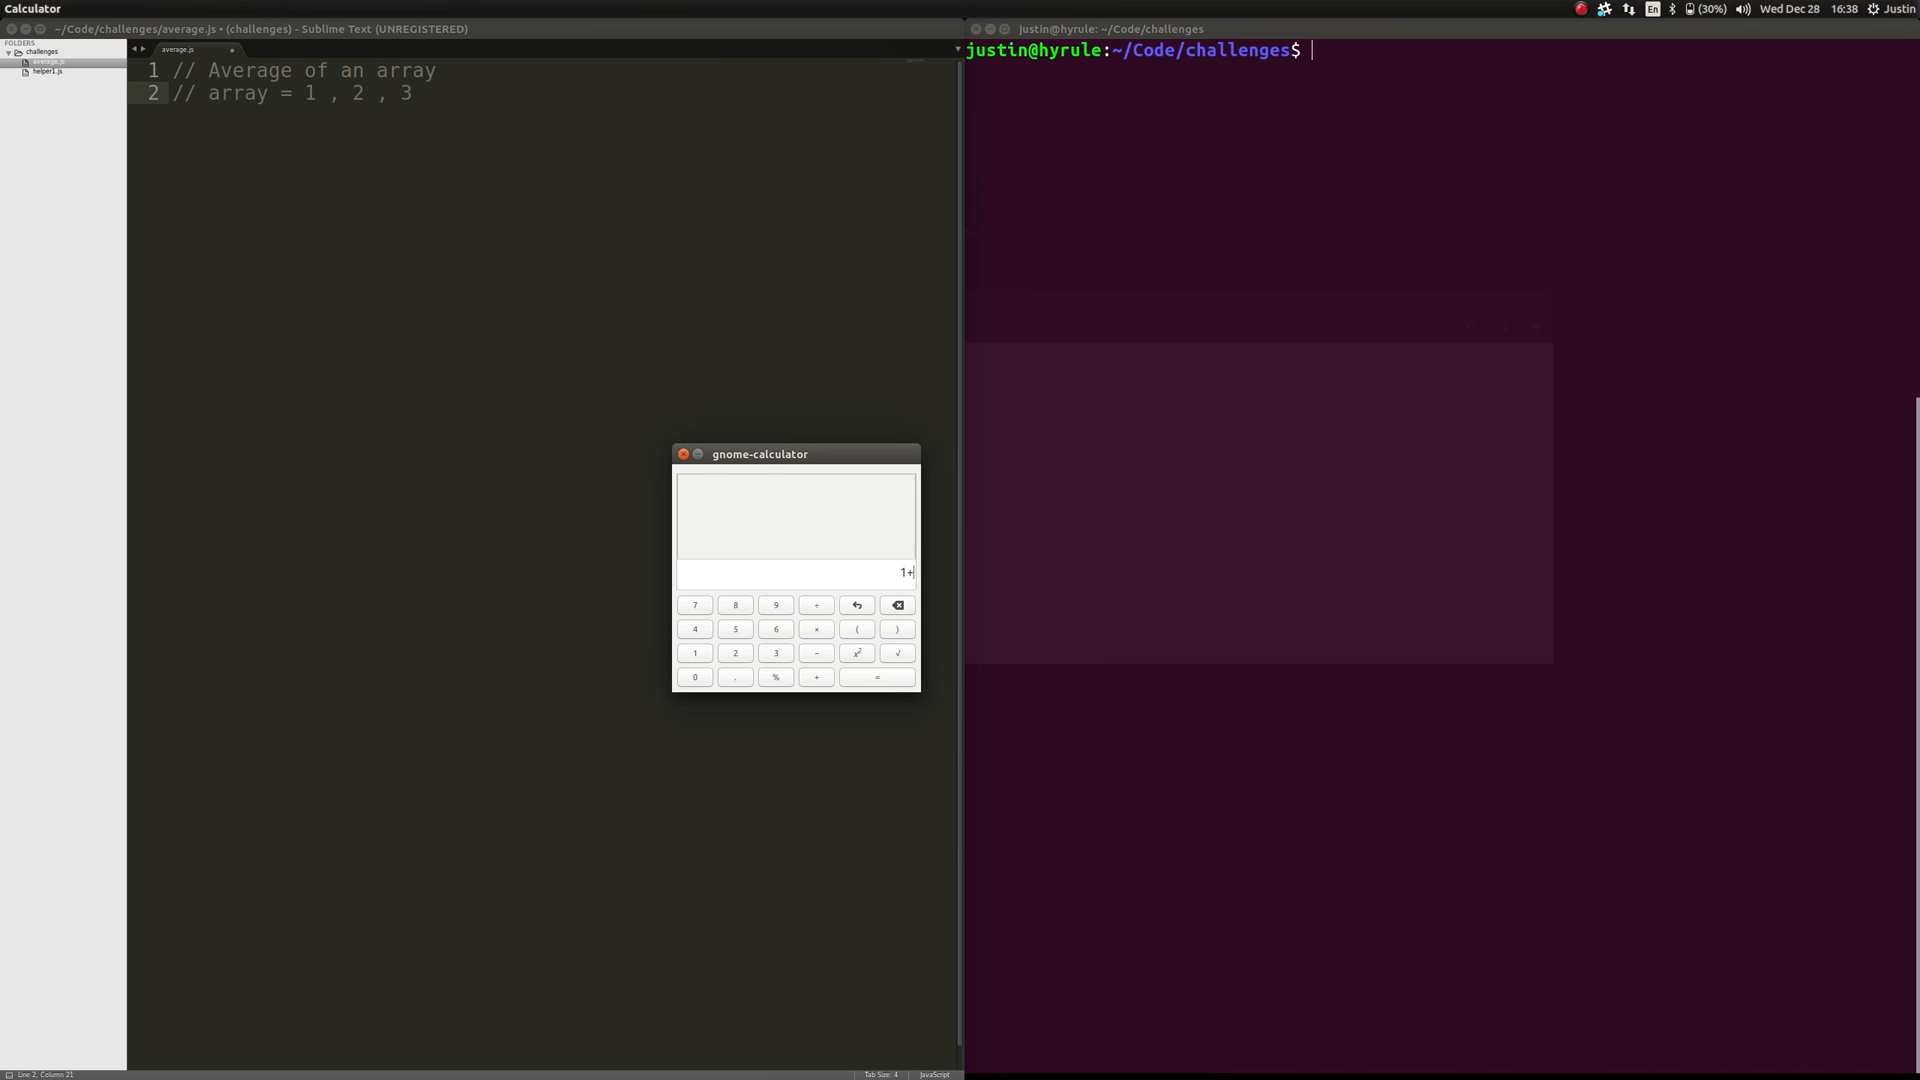 Calculator
En
(30%)
Wed Dec 28
16:38
Justin
~/Code/challenges/average.js • (challenges) - Sublime Text (UNREGISTERED)
justin@hyrule: ~/Code/challenges
FOLDERS
challenges
average.js
helper1.js
average.js
1 // Average of an array
2 // array = 1 , 2 , 3
justin@hyrule:~/Code/challenges$
gnome-calculator
1+
7 8 9 ÷
4 5 6 × ( )
1 2 3 − x² √
0 . % + =
Line 2, Column 21
Tab Size: 4
JavaScript